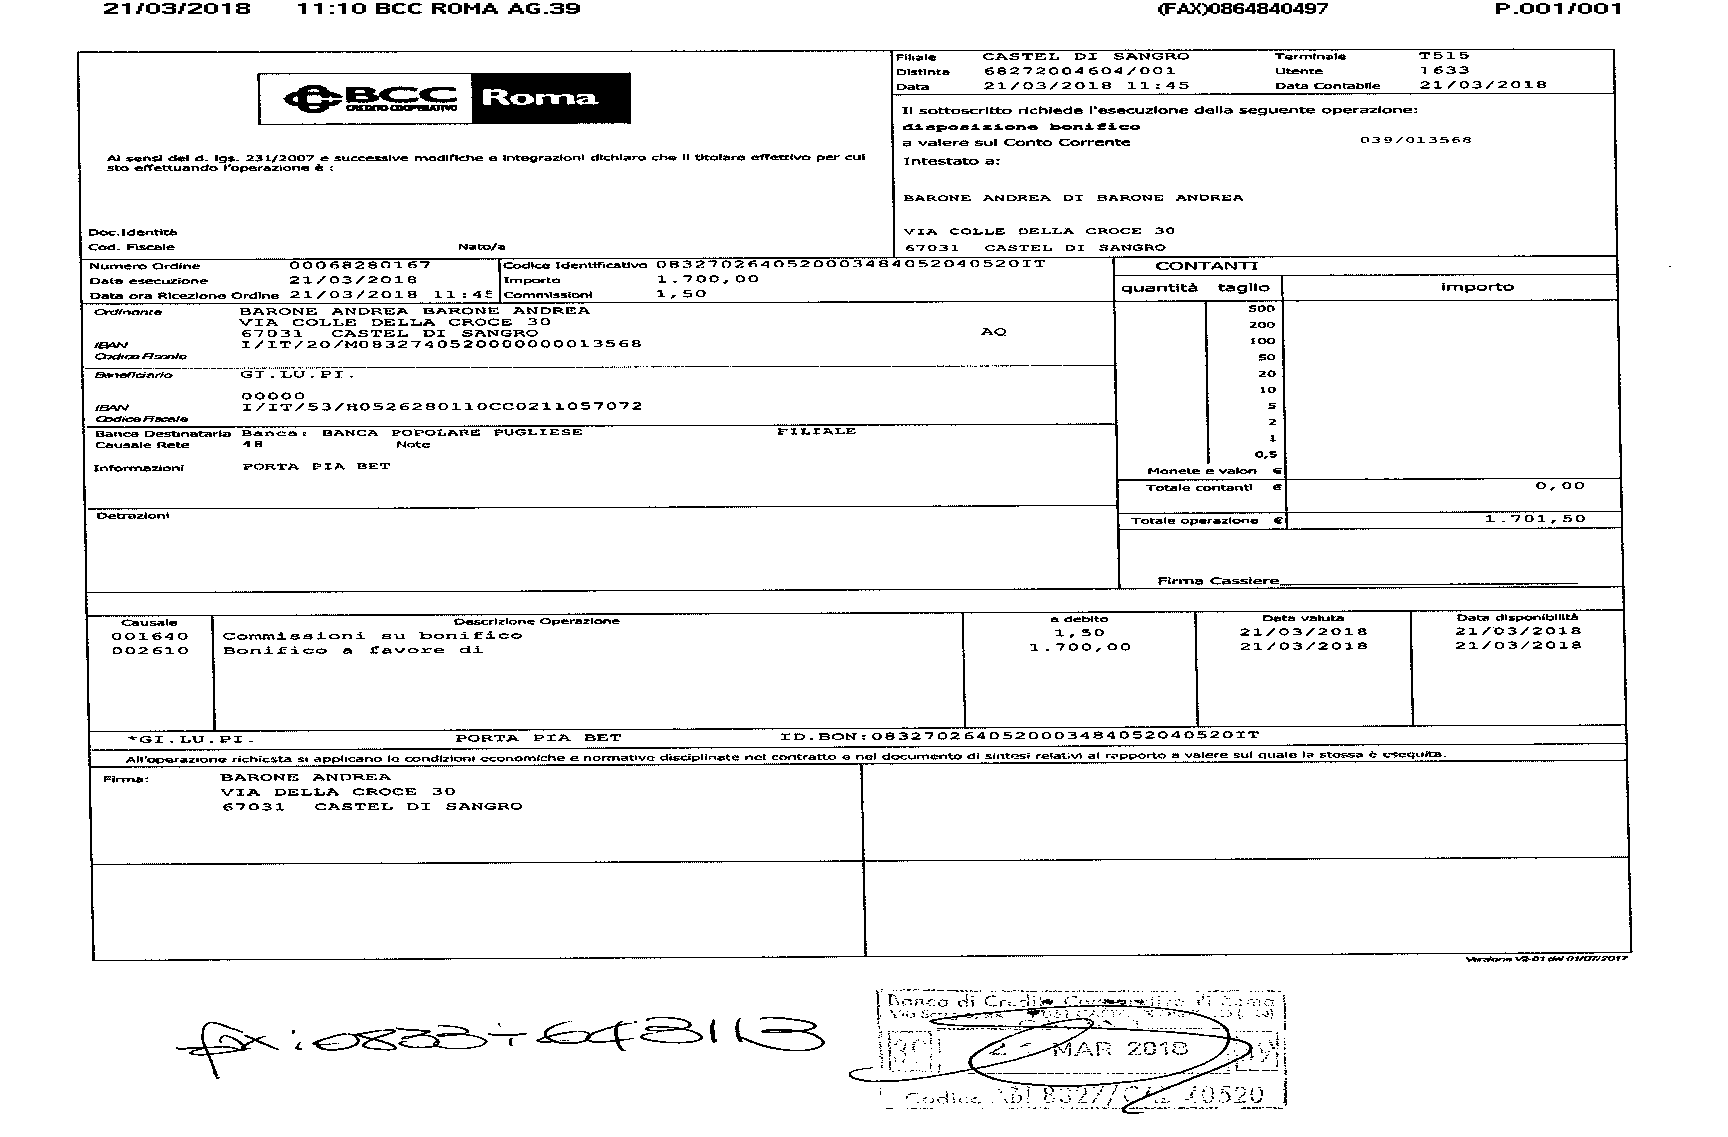 21/03/2018 11:10 BCC ROMA AG.39 (FAX)0864840497 P.001/001
BCC Roma
CREDITO COOPERATIVO
Filiale CASTEL DI SANGRO Terminale T515
Distinta 68272004604/001 Utente 1633
Data 21/03/2018 11:45 Data Contabile 21/03/2018
Il sottoscritto richiede l'esecuzione della seguente operazione:
disposizione bonifico
a valere sul Conto Corrente 039/013568
Intestato a:
BARONE ANDREA DI BARONE ANDREA
VIA COLLE DELLA CROCE 30
67031 CASTEL DI SANGRO
Ai sensi del d. lgs. 231/2007 e successive modifiche e integrazioni dichiaro che il titolare effettivo per cui
sto effettuando l'operazione è :
Doc.Identità
Cod. Fiscale Nato/a
Numero Ordine 00068280167 Codice Identificativo 0832702640520003484052040520IT
Data esecuzione 21/03/2018 Importo 1.700,00
Data ora Ricezione Ordine 21/03/2018 11:45 Commissioni 1,50
Ordinante BARONE ANDREA BARONE ANDREA
VIA COLLE DELLA CROCE 30
67031 CASTEL DI SANGRO AQ
IBAN I/IT/20/M0832740520000000013568
Codice Fiscale
Beneficiario GI.LU.PI.
00000
IBAN I/IT/53/H0526280110CC0211057072
Codice Fiscale
Banca Destinataria Banca: BANCA POPOLARE PUGLIESE FILIALE
Causale Rete 48 Note
Informazioni PORTA PIA BET
Detrazioni
CONTANTI
quantità taglio importo
500
200
100
50
20
10
5
2
1
0,5
Monete e valori €
Totale contanti € 0,00
Totale operazione € 1.701,50
Firma Cassiere
Causale Descrizione Operazione a debito Data valuta Data disponibilità
001640 Commissioni su bonifico 1,50 21/03/2018 21/03/2018
002610 Bonifico a favore di 1.700,00 21/03/2018 21/03/2018
*GI.LU.PI. PORTA PIA BET ID.BON:0832702640520003484052040520IT
All'operazione richiesta si applicano le condizioni economiche e normative disciplinate nel contratto e nel documento di sintesi relativi al rapporto a valere sul quale la stessa è eseguita.
Firma: BARONE ANDREA
VIA DELLA CROCE 30
67031 CASTEL DI SANGRO
Versione V2-01 del 01/07/2017
fax: 0833÷643113
Banca di Credito Cooperativo di Roma
MAR 2018
Codice ABI 8327/CAB 40520